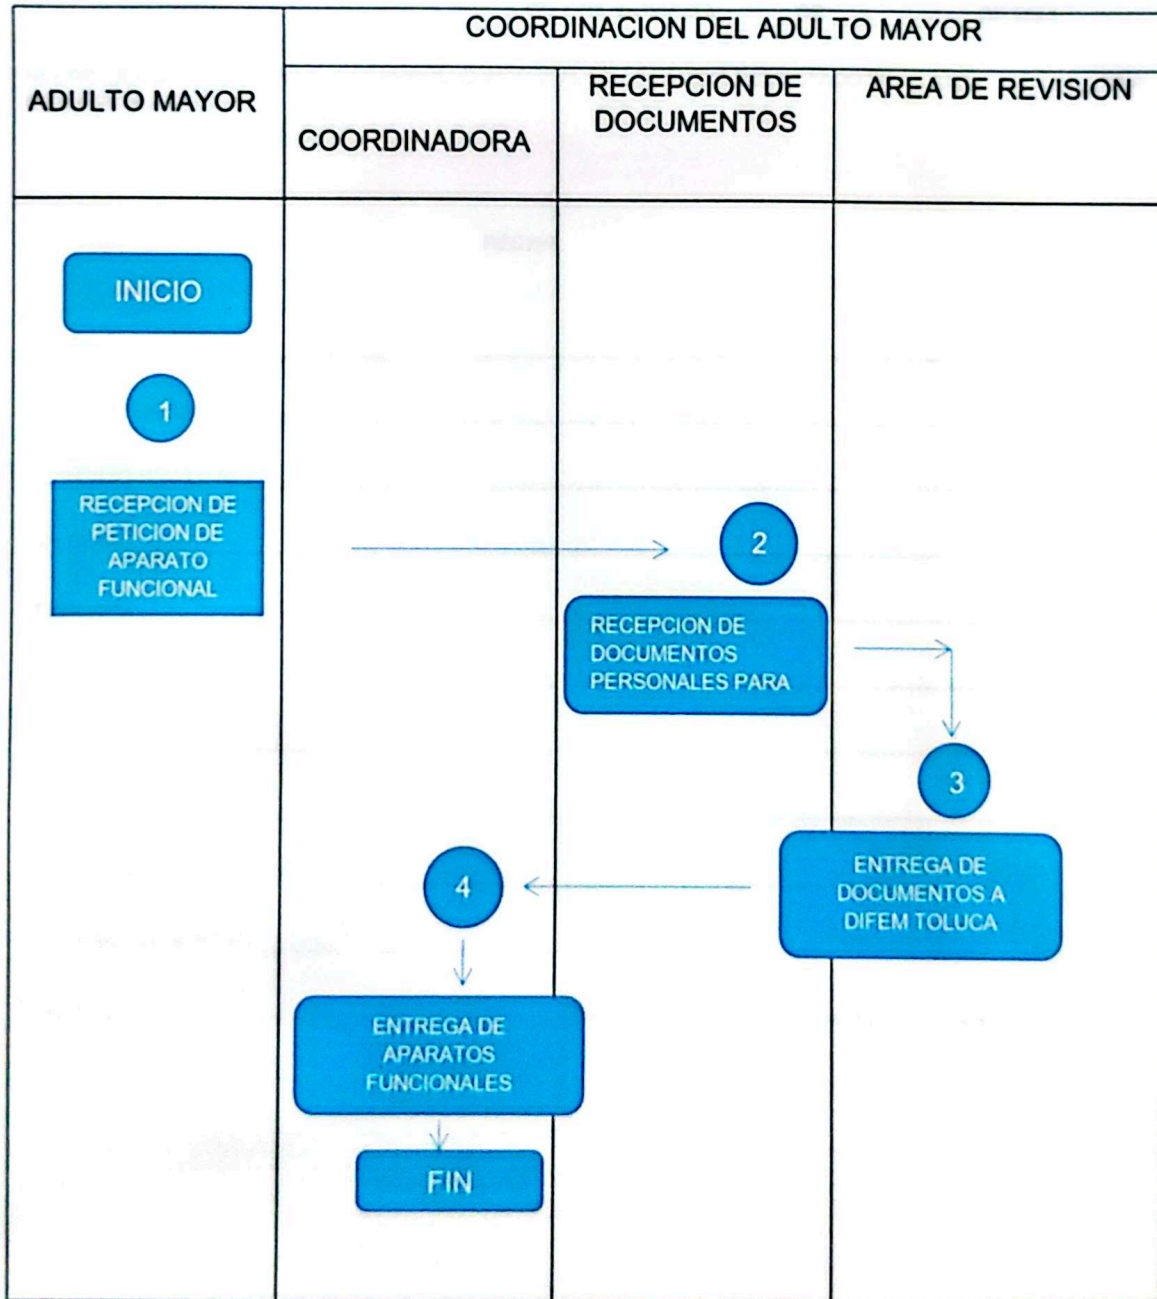 COORDINACION DEL ADULTO MAYOR
ADULTO MAYOR
COORDINADORA
RECEPCION DE
DOCUMENTOS
AREA DE REVISION
INICIO
1
RECEPCION DE
PETICION DE
APARATO
FUNCIONAL
2
RECEPCION DE
DOCUMENTOS
PERSONALES PARA
3
ENTREGA DE
DOCUMENTOS A
DIFEM TOLUCA
4
ENTREGA DE
APARATOS
FUNCIONALES
FIN